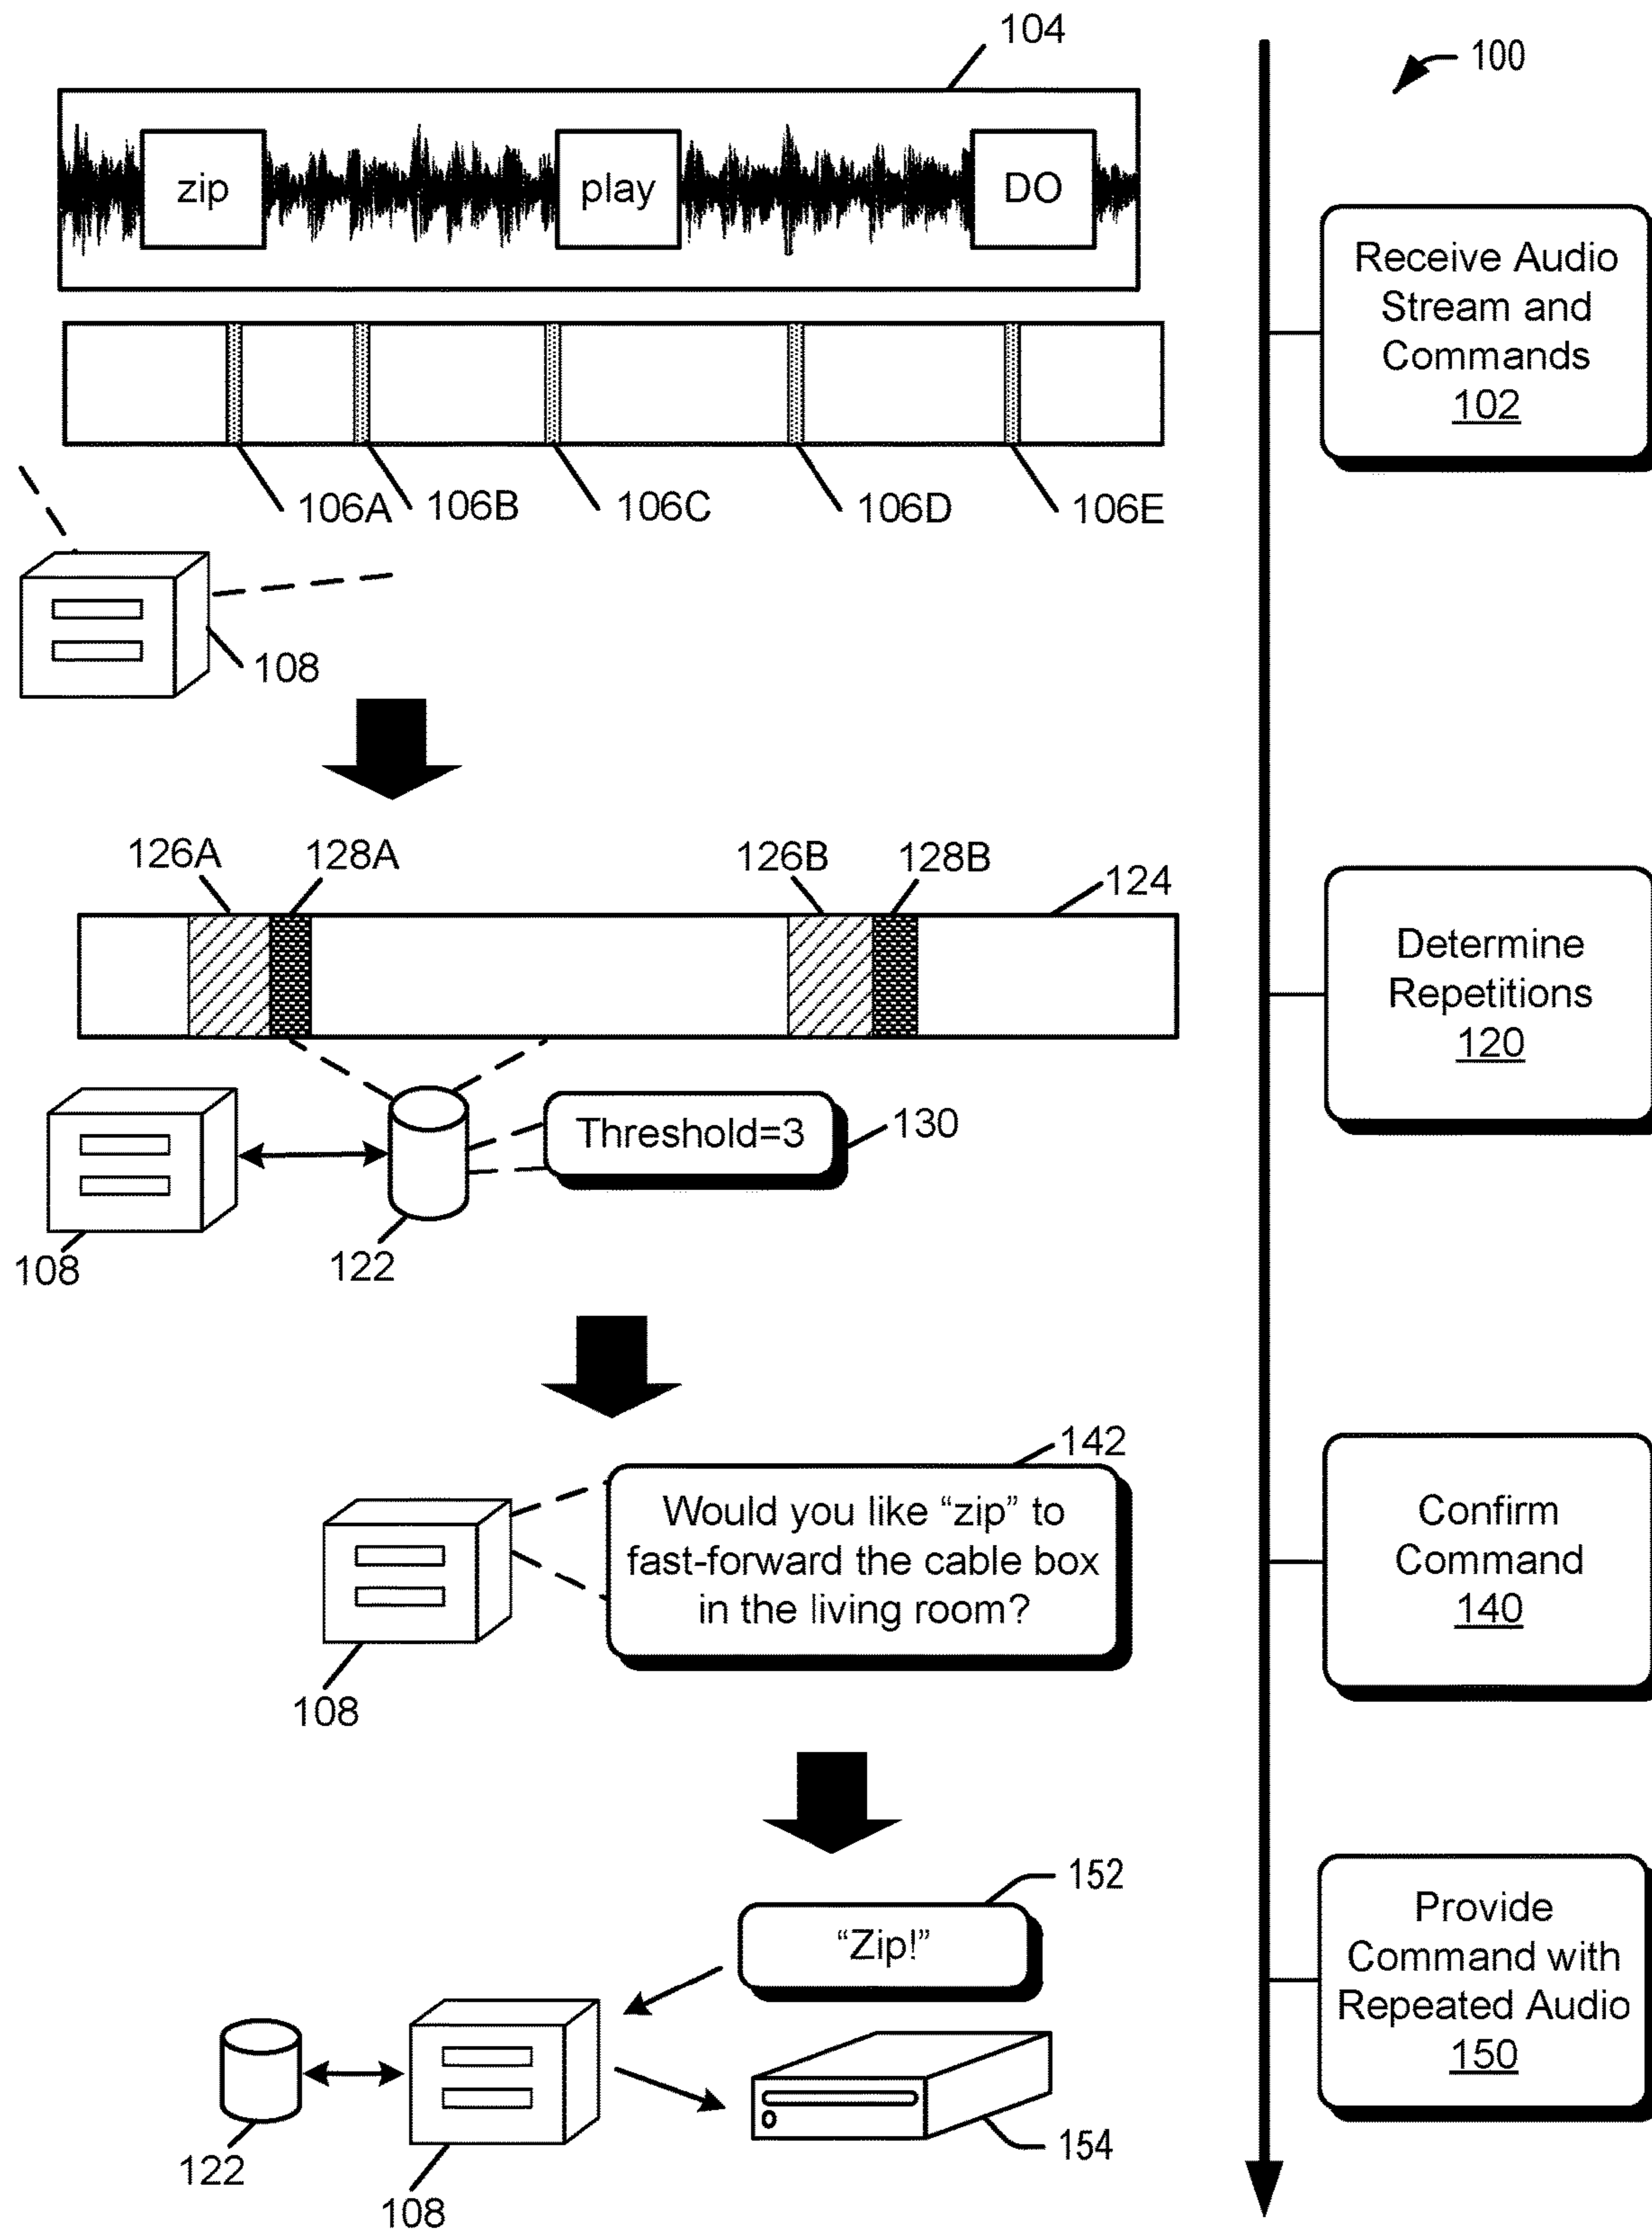 104
100
zip
play
DO
Receive Audio
Stream and
Commands
102
106A
106B
106C
106D
106E
108
126A
128A
126B
128B
124
Determine
Repetitions
120
Threshold=3
130
108
122
142
Would you like “zip” to
fast-forward the cable box
in the living room?
Confirm
Command
140
108
152
“Zip!”
Provide
Command with
Repeated Audio
150
154
122
108